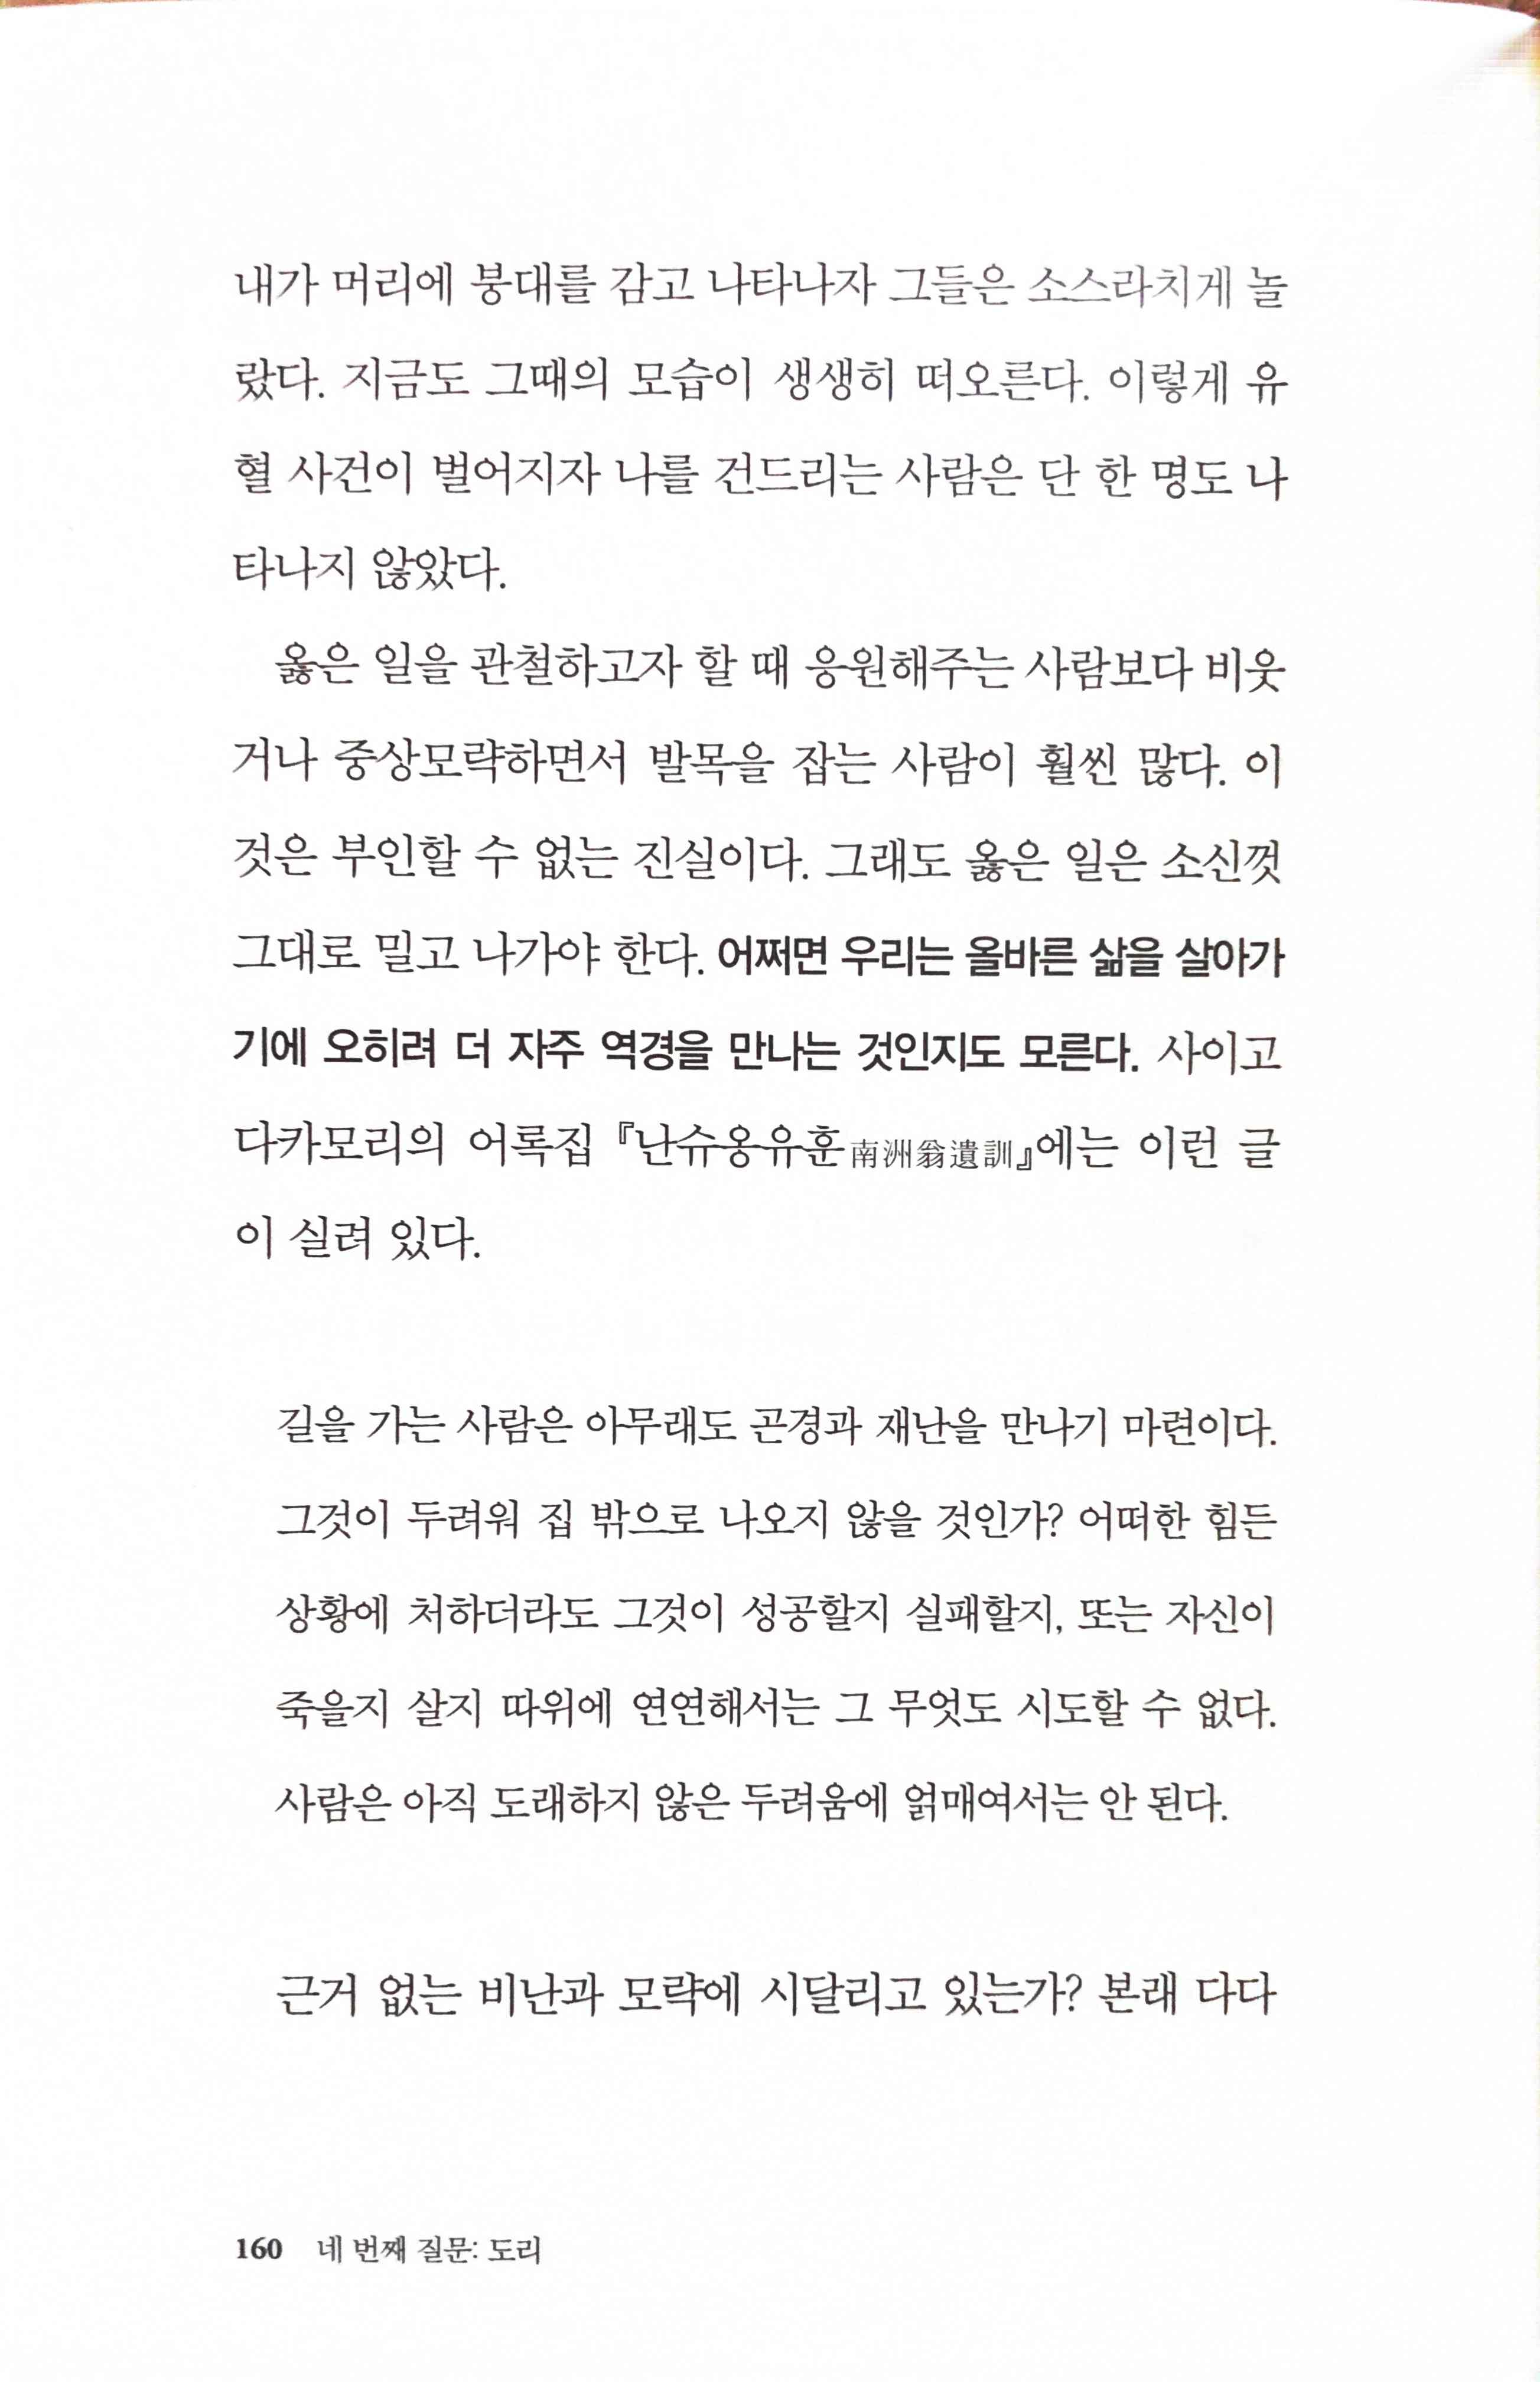 내가 머리에 붕대를 감고 나타나자 그들은 소스라치게 놀
랐다. 지금도 그때의 모습이 생생히 떠오른다. 이렇게 유
혈 사건이 벌어지자 나를 건드리는 사람은 단 한 명도 나
타나지 않았다.
옳은 일을 관철하고자 할 때 응원해주는 사람보다 비웃
거나 중상모략하면서 발목을 잡는 사람이 훨씬 많다. 이
것은 부인할 수 없는 진실이다. 그래도 옳은 일은 소신껏
그대로 밀고 나가야 한다. 어쩌면 우리는 올바른 삶을 살아가
기에 오히려 더 자주 역경을 만나는 것인지도 모른다. 사이고
다카모리의 어록집 『난슈옹유훈南洲翁遺訓』에는 이런 글
이 실려 있다.
길을 가는 사람은 아무래도 곤경과 재난을 만나기 마련이다.
그것이 두려워 집 밖으로 나오지 않을 것인가? 어떠한 힘든
상황에 처하더라도 그것이 성공할지 실패할지, 또는 자신이
죽을지 살지 따위에 연연해서는 그 무엇도 시도할 수 없다.
사람은 아직 도래하지 않은 두려움에 얽매여서는 안 된다.
근거 없는 비난과 모략에 시달리고 있는가? 본래 다다
160 네 번째 질문: 도리